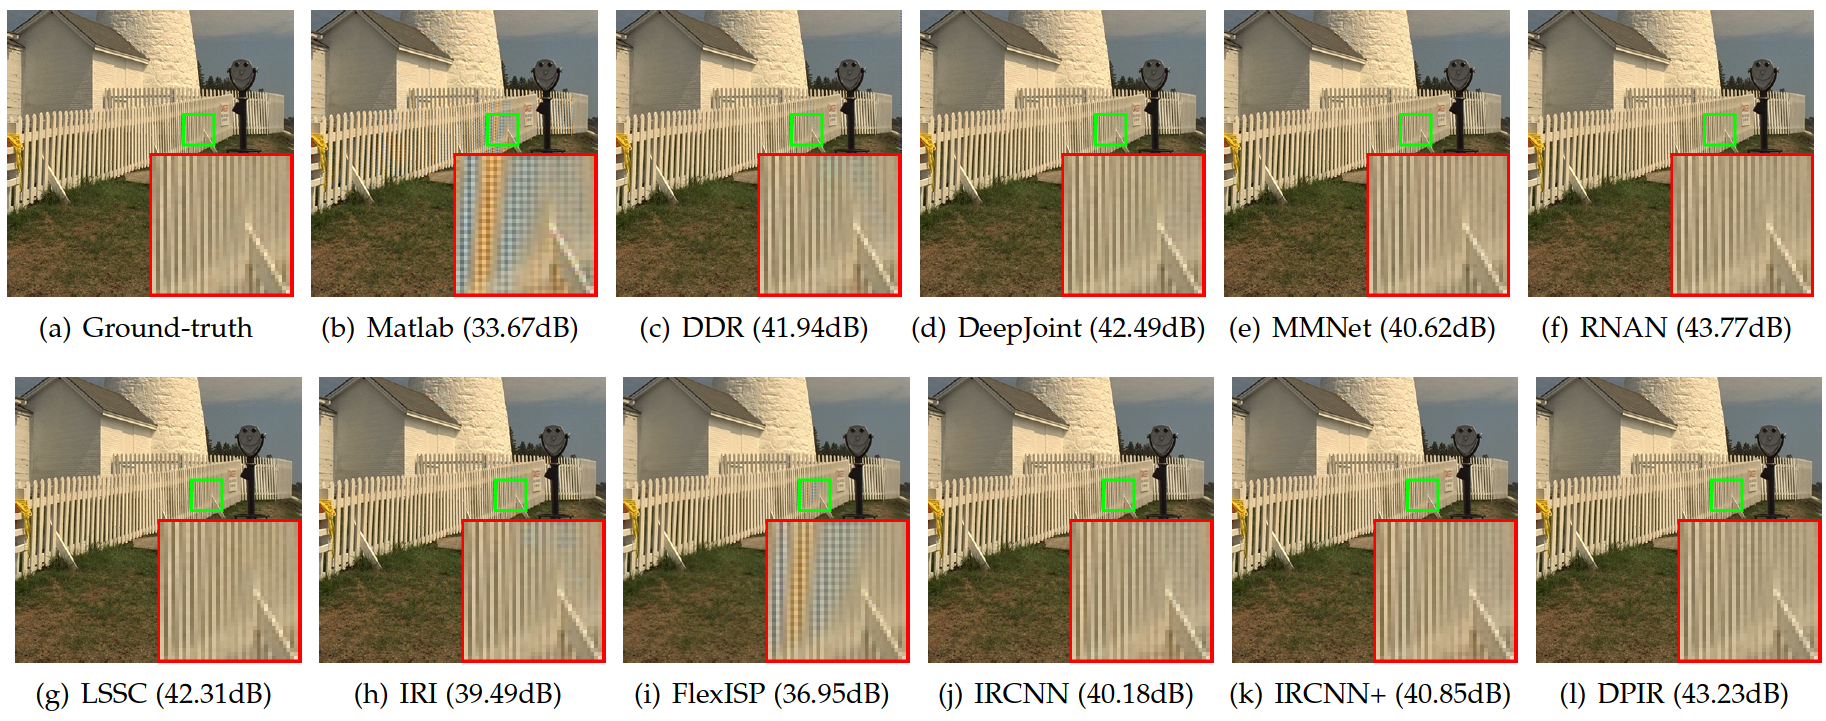 (a) Ground-truth
(b) Matlab (33.67dB)
(c) DDR (41.94dB)
(d) DeepJoint (42.49dB)
(e) MMNet (40.62dB)
(f) RNAN (43.77dB)
(g) LSSC (42.31dB)
(h) IRI (39.49dB)
(i) FlexISP (36.95dB)
(j) IRCNN (40.18dB)
(k) IRCNN+ (40.85dB)
(l) DPIR (43.23dB)